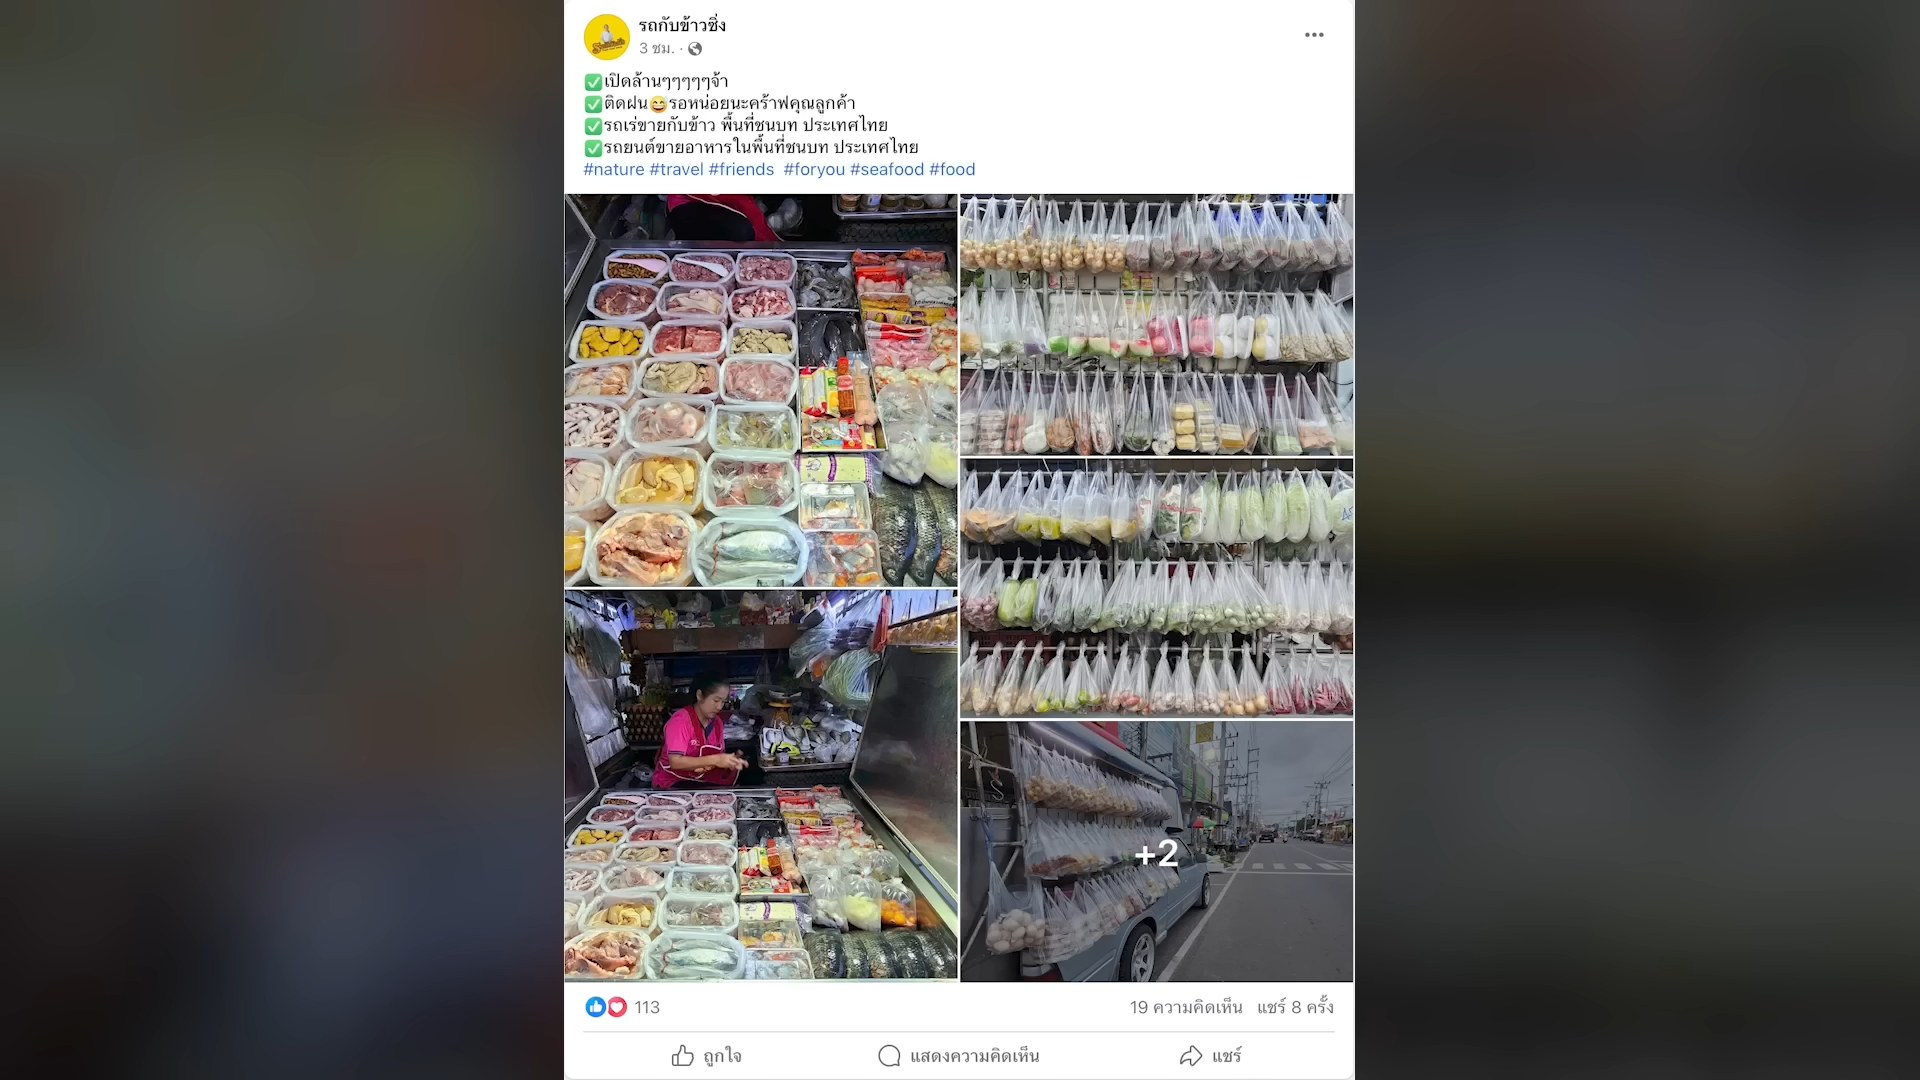 รถกับข้าวซิ่ง
3 ชม. ·
✅เปิดล้านๆๆๆๆๆจ้า
✅ติดฝน😅รอหน่อยนะคร้าฟคุณลูกค้า
✅รถเร่ขายกับข้าว พื้นที่ชนบท ประเทศไทย
✅รถยนต์ขายอาหารในพื้นที่ชนบท ประเทศไทย
#nature #travel #friends #foryou #seafood #food
+2
113
19 ความคิดเห็น แชร์ 8 ครั้ง
ถูกใจ
แสดงความคิดเห็น
แชร์